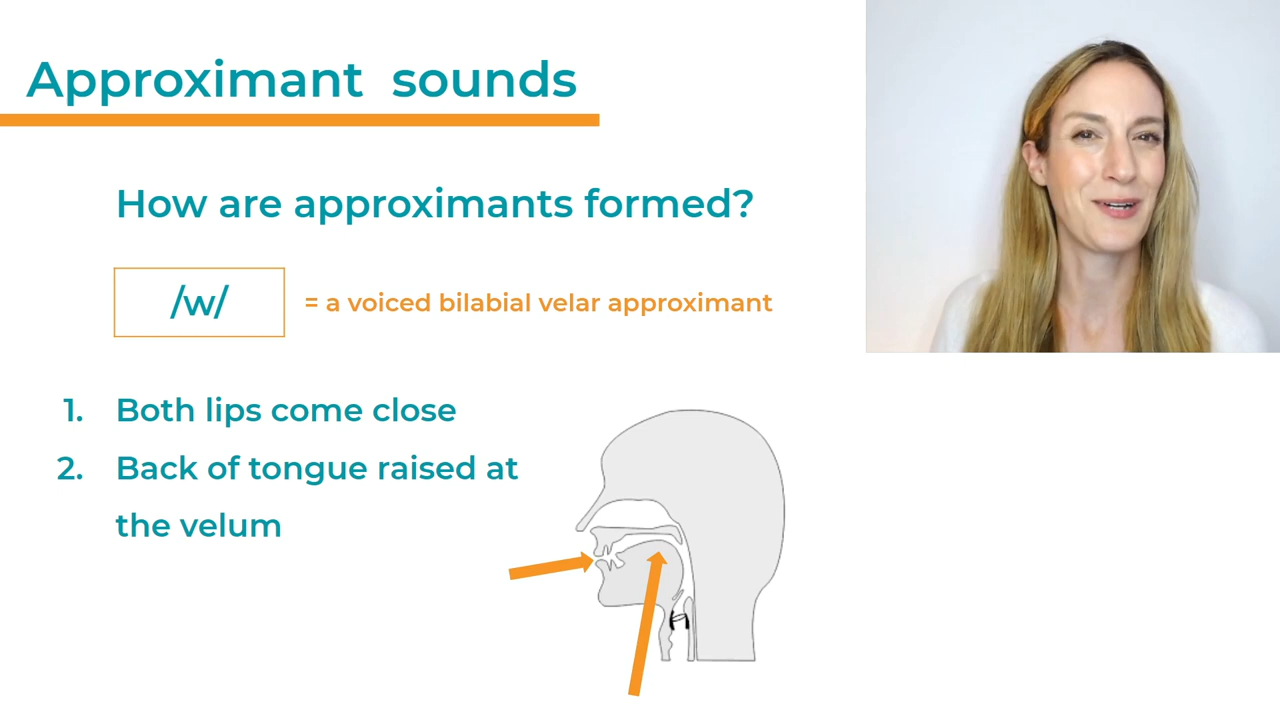 Approximant sounds
How are approximants formed?
/w/
= a voiced bilabial velar approximant
1. Both lips come close
2. Back of tongue raised at
the velum